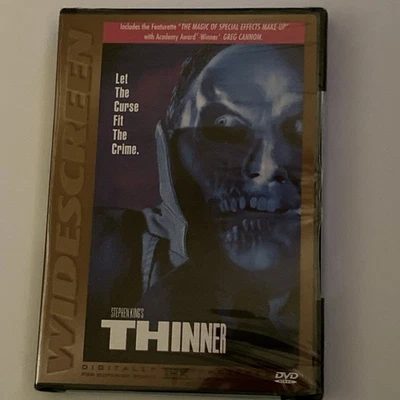 Includes the Featurette "THE MAGIC OF SPECIAL EFFECTS MAKE-UP"
with Academy Award® Winner GREG CANNOM.
WIDESCREEN
Let
The
Curse
Fit
The
Crime.
STEPHEN KING'S
THINNER
DIGITALLY
DVD